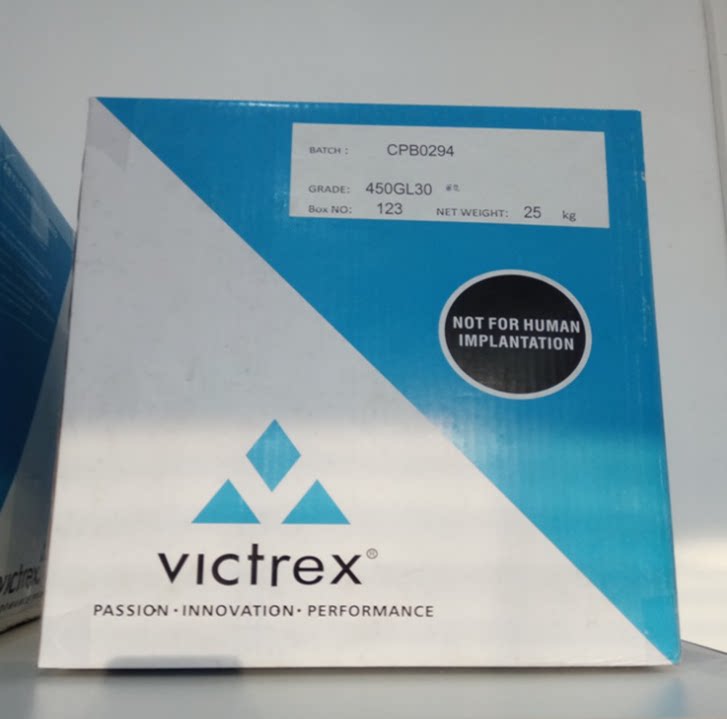 BATCH : CPB0294
GRADE: 450GL30
Box NO: 123 NET WEIGHT: 25 kg
NOT FOR HUMAN
IMPLANTATION
victrex®
PASSION · INNOVATION · PERFORMANCE
victrex